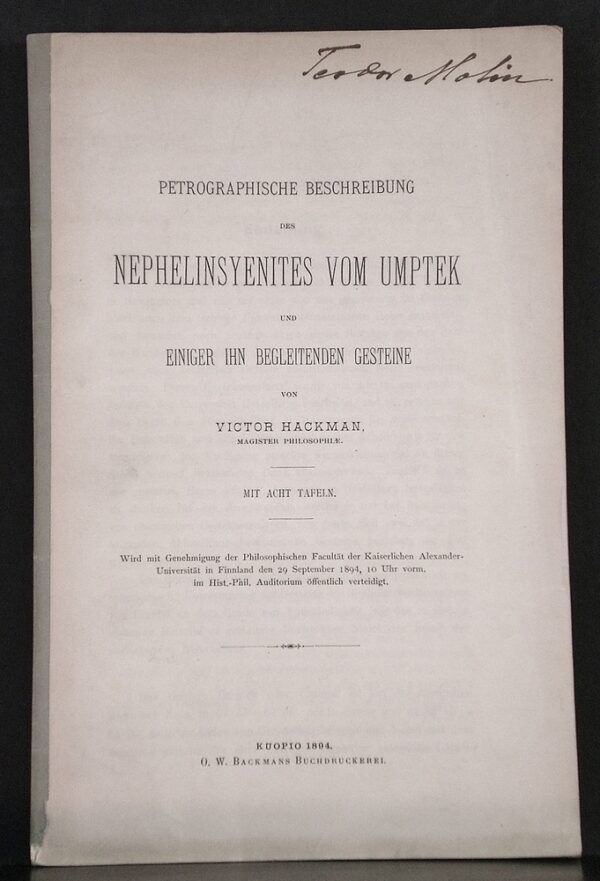 Teodor Molin
PETROGRAPHISCHE BESCHREIBUNG
DES
NEPHELINSYENITES VOM UMPTEK
UND
EINIGER IHN BEGLEITENDEN GESTEINE
VON
VICTOR HACKMAN,
MAGISTER PHILOSOPHIÆ.
MIT ACHT TAFELN.
Wird mit Genehmigung der Philosophischen Facultät der Kaiserlichen Alexander-
Universität in Finnland den 29 September 1894, 10 Uhr vorm.
im Hist.-Phil. Auditorium öffentlich verteidigt.
KUOPIO 1894.
O. W. BACKMANS BUCHDRUCKEREI.